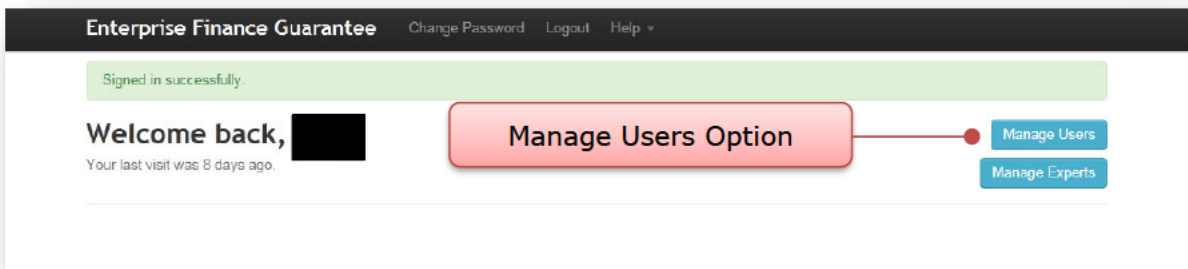 Enterprise Finance Guarantee Change Password Logout Help
Signed in successfully.
Welcome back,
Your last visit was 8 days ago.
Manage Users Option
Manage Users
Manage Experts